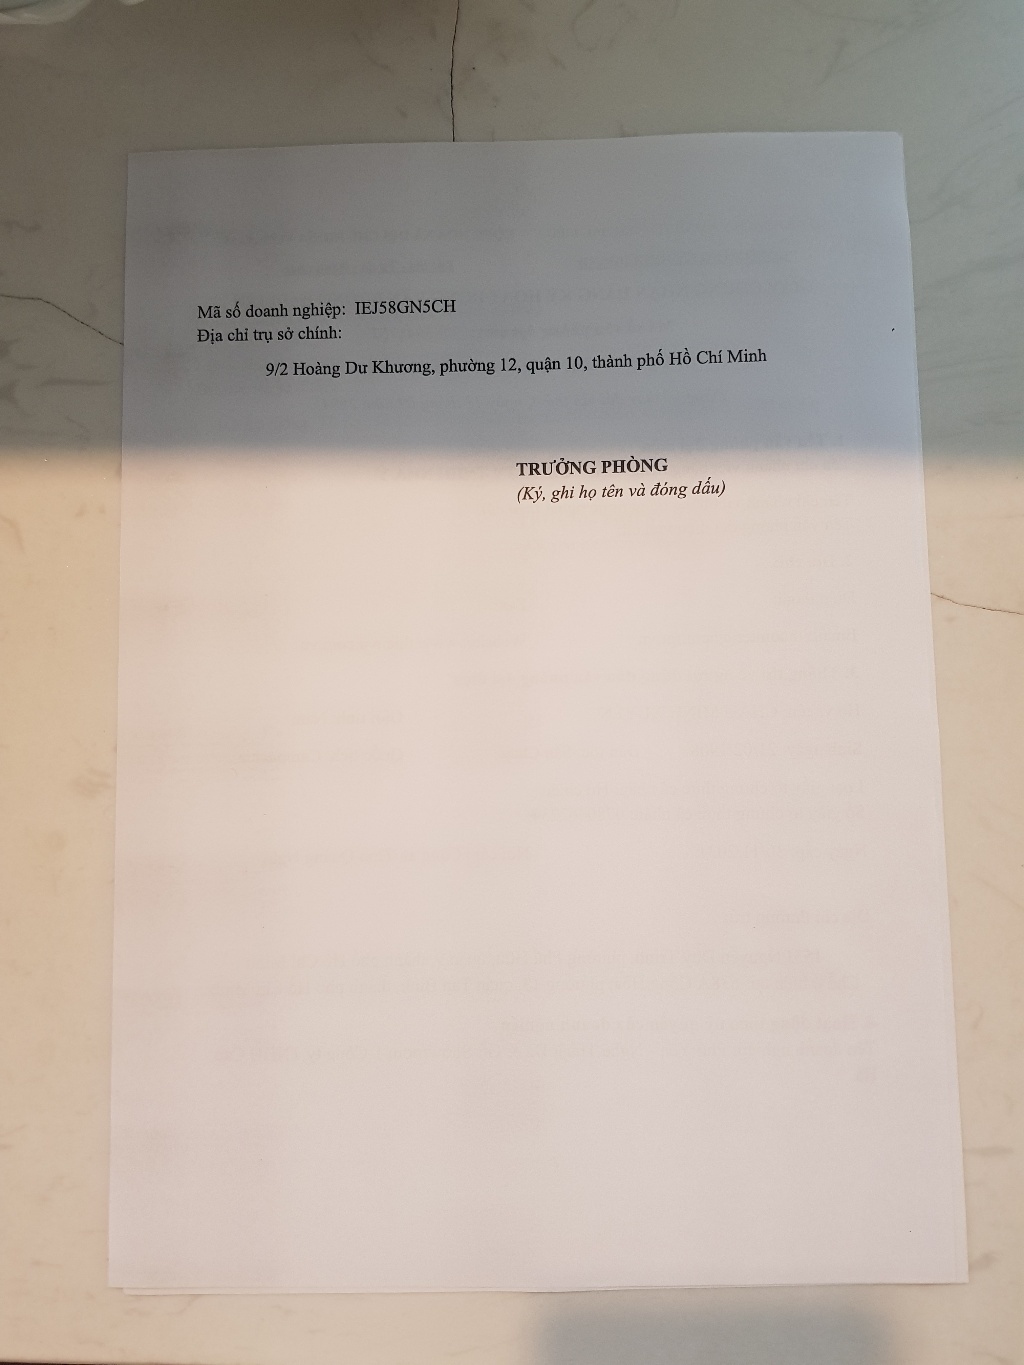 Mã số doanh nghiệp: IEJ58GN5CH
Địa chỉ trụ sở chính:
9/2 Hoàng Dư Khương, phường 12, quận 10, thành phố Hồ Chí Minh
TRƯỞNG PHÒNG
(Ký, ghi họ tên và đóng dấu)